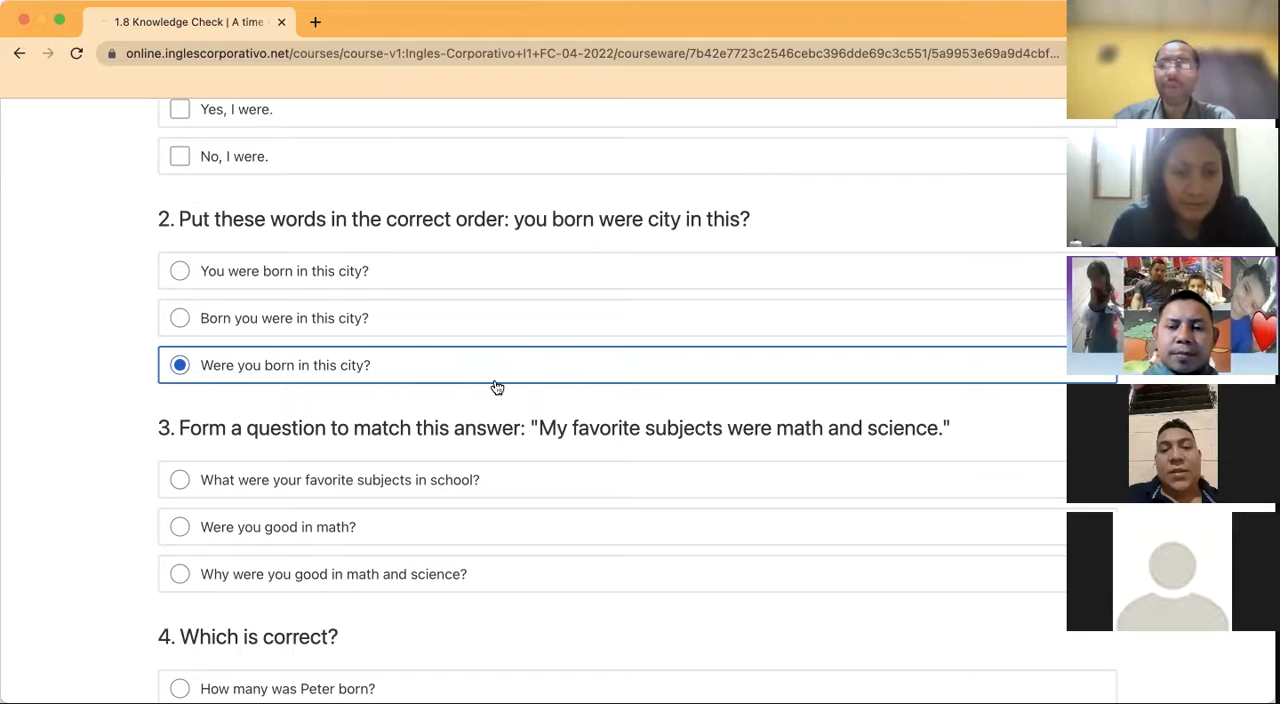 1.8 Knowledge Check | A time
online.inglescorporativo.net/courses/course-v1:Ingles-Corporativo+I1+FC-04-2022/courseware/7b42e7723c2546cebc396dde69c3c551/5a9953e69a9d4cbf...
Yes, I were.
No, I were.
2. Put these words in the correct order: you born were city in this?
You were born in this city?
Born you were in this city?
Were you born in this city?
3. Form a question to match this answer: "My favorite subjects were math and science."
What were your favorite subjects in school?
Were you good in math?
Why were you good in math and science?
4. Which is correct?
How many was Peter born?